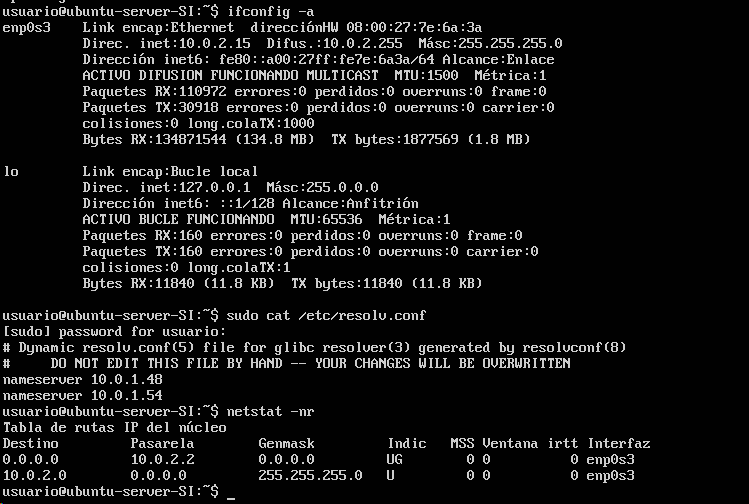 usuario@ubuntu-server-SI:~$ ifconfig -a
enp0s3    Link encap:Ethernet  direcciónHW 08:00:27:7e:6a:3a
          Direc. inet:10.0.2.15  Difus.:10.0.2.255  Másc:255.255.255.0
          Dirección inet6: fe80::a00:27ff:fe7e:6a3a/64 Alcance:Enlace
          ACTIVO DIFUSIÓN FUNCIONANDO MULTICAST  MTU:1500  Métrica:1
          Paquetes RX:110972 errores:0 perdidos:0 overruns:0 frame:0
          Paquetes TX:30918 errores:0 perdidos:0 overruns:0 carrier:0
          colisiones:0 long.colaTX:1000
          Bytes RX:134871544 (134.8 MB)  TX bytes:1877569 (1.8 MB)
lo        Link encap:Bucle local
          Direc. inet:127.0.0.1  Másc:255.0.0.0
          Dirección inet6: ::1/128 Alcance:Anfitrión
          ACTIVO BUCLE FUNCIONANDO  MTU:65536  Métrica:1
          Paquetes RX:160 errores:0 perdidos:0 overruns:0 frame:0
          Paquetes TX:160 errores:0 perdidos:0 overruns:0 carrier:0
          colisiones:0 long.colaTX:1
          Bytes RX:11840 (11.8 KB)  TX bytes:11840 (11.8 KB)
usuario@ubuntu-server-SI:~$ sudo cat /etc/resolv.conf
[sudo] password for usuario:
# Dynamic resolv.conf(5) file for glibc resolver(3) generated by resolvconf(8)
#     DO NOT EDIT THIS FILE BY HAND -- YOUR CHANGES WILL BE OVERWRITTEN
nameserver 10.0.1.48
nameserver 10.0.1.54
usuario@ubuntu-server-SI:~$ netstat -nr
Tabla de rutas IP del núcleo
Destino         Pasarela        Genmask         Indic   MSS Ventana irtt Interfaz
0.0.0.0         10.0.2.2        0.0.0.0         UG        0 0          0 enp0s3
10.0.2.0        0.0.0.0         255.255.255.0   U         0 0          0 enp0s3
usuario@ubuntu-server-SI:~$ _